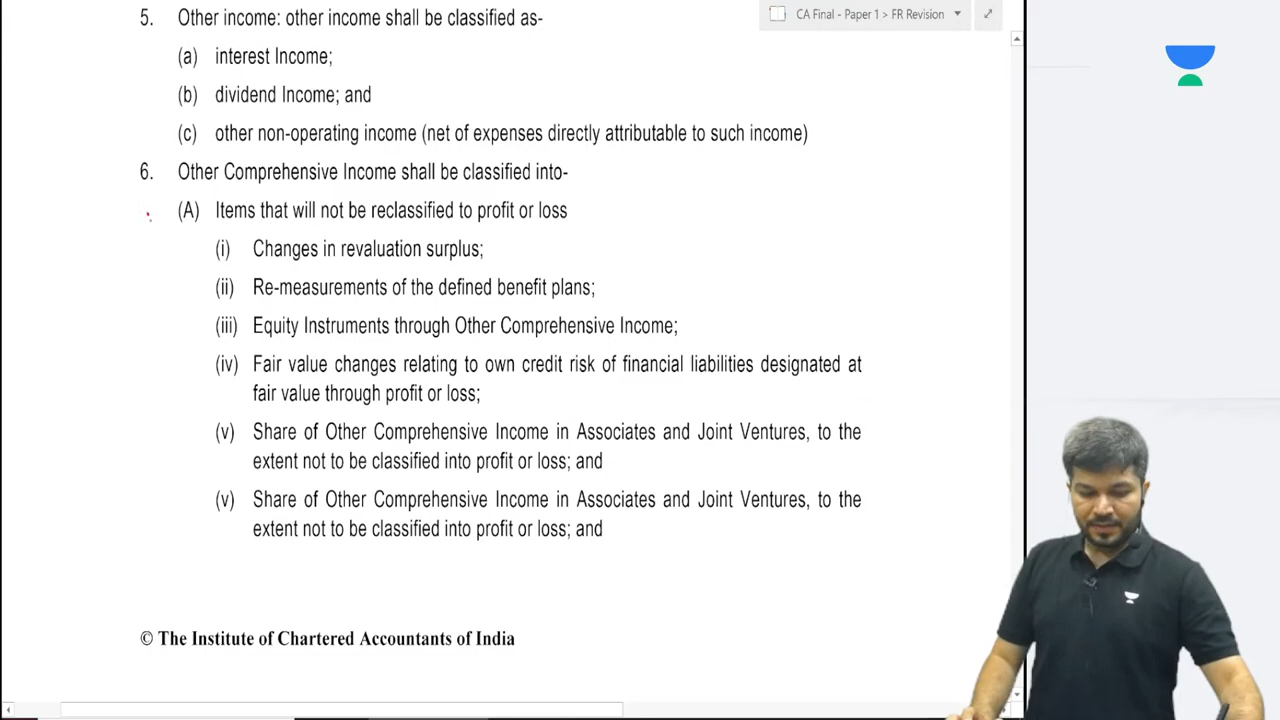 CA Final - Paper 1 > FR Revision
5. Other income: other income shall be classified as-
(a) interest Income;
(b) dividend Income; and
(c) other non-operating income (net of expenses directly attributable to such income)
6. Other Comprehensive Income shall be classified into-
(A) Items that will not be reclassified to profit or loss
(i) Changes in revaluation surplus;
(ii) Re-measurements of the defined benefit plans;
(iii) Equity Instruments through Other Comprehensive Income;
(iv) Fair value changes relating to own credit risk of financial liabilities designated at
fair value through profit or loss;
(v) Share of Other Comprehensive Income in Associates and Joint Ventures, to the
extent not to be classified into profit or loss; and
(v) Share of Other Comprehensive Income in Associates and Joint Ventures, to the
extent not to be classified into profit or loss; and
© The Institute of Chartered Accountants of India